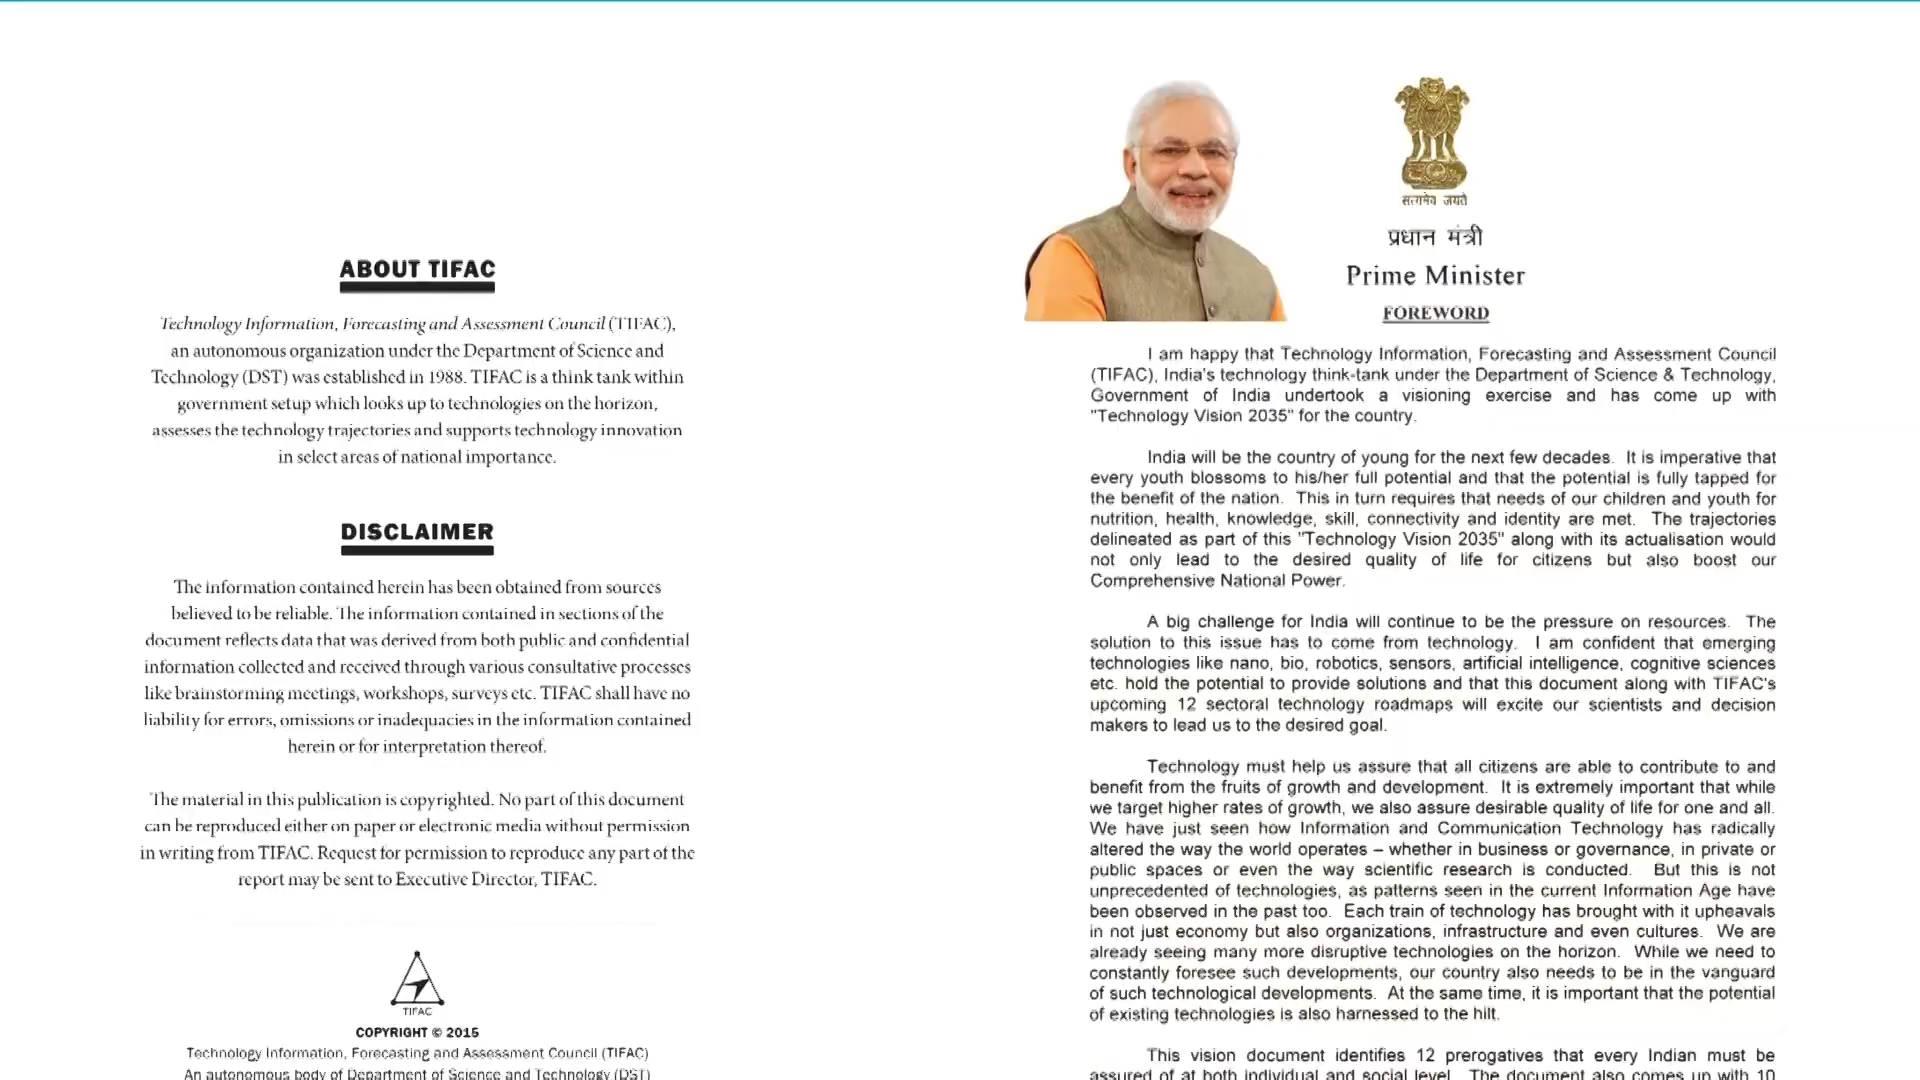 ABOUT TIFAC
Technology Information, Forecasting and Assessment Council (TIFAC),
an autonomous organization under the Department of Science and
Technology (DST) was established in 1988. TIFAC is a think tank within
government setup which looks up to technologies on the horizon,
assesses the technology trajectories and supports technology innovation
in select areas of national importance.
DISCLAIMER
The information contained herein has been obtained from sources
believed to be reliable. The information contained in sections of the
document reflects data that was derived from both public and confidential
information collected and received through various consultative processes
like brainstorming meetings, workshops, surveys etc. TIFAC shall have no
liability for errors, omissions or inadequacies in the information contained
herein or for interpretation thereof.
The material in this publication is copyrighted. No part of this document
can be reproduced either on paper or electronic media without permission
in writing from TIFAC. Request for permission to reproduce any part of the
report may be sent to Executive Director, TIFAC.
TIFAC
COPYRIGHT © 2015
Technology Information, Forecasting and Assessment Council (TIFAC)
An autonomous body of Department of Science and Technology (DST)
सत्यमेव जयते
प्रधान मंत्री
Prime Minister
FOREWORD
I am happy that Technology Information, Forecasting and Assessment Council
(TIFAC), India's technology think-tank under the Department of Science & Technology,
Government of India undertook a visioning exercise and has come up with
"Technology Vision 2035" for the country.
India will be the country of young for the next few decades. It is imperative that
every youth blossoms to his/her full potential and that the potential is fully tapped for
the benefit of the nation. This in turn requires that needs of our children and youth for
nutrition, health, knowledge, skill, connectivity and identity are met. The trajectories
delineated as part of this "Technology Vision 2035" along with its actualisation would
not only lead to the desired quality of life for citizens but also boost our
Comprehensive National Power.
A big challenge for India will continue to be the pressure on resources. The
solution to this issue has to come from technology. I am confident that emerging
technologies like nano, bio, robotics, sensors, artificial intelligence, cognitive sciences
etc. hold the potential to provide solutions and that this document along with TIFAC's
upcoming 12 sectoral technology roadmaps will excite our scientists and decision
makers to lead us to the desired goal.
Technology must help us assure that all citizens are able to contribute to and
benefit from the fruits of growth and development. It is extremely important that while
we target higher rates of growth, we also assure desirable quality of life for one and all.
We have just seen how Information and Communication Technology has radically
altered the way the world operates – whether in business or governance, in private or
public spaces or even the way scientific research is conducted. But this is not
unprecedented of technologies, as patterns seen in the current Information Age have
been observed in the past too. Each train of technology has brought with it upheavals
in not just economy but also organizations, infrastructure and even cultures. We are
already seeing many more disruptive technologies on the horizon. While we need to
constantly foresee such developments, our country also needs to be in the vanguard
of such technological developments. At the same time, it is important that the potential
of existing technologies is also harnessed to the hilt.
This vision document identifies 12 prerogatives that every Indian must be
assured of at both individual and social level. The document also comes up with 10